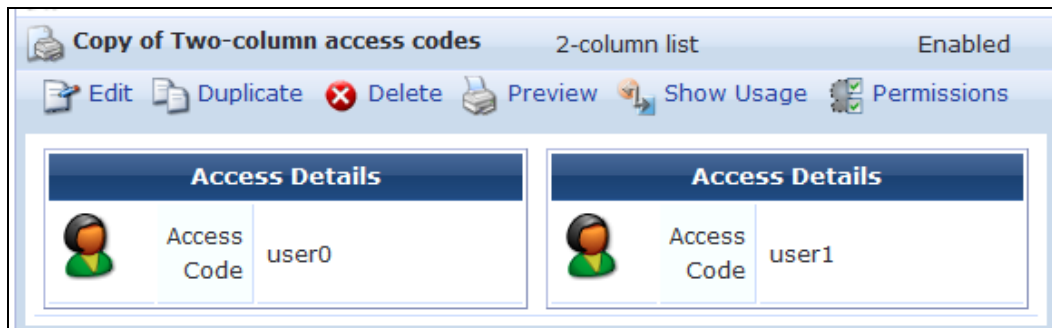 Copy of Two-column access codes 2-column list Enabled
Edit Duplicate Delete Preview Show Usage Permissions
Access Details Access Details
Access Code user0 Access Code user1